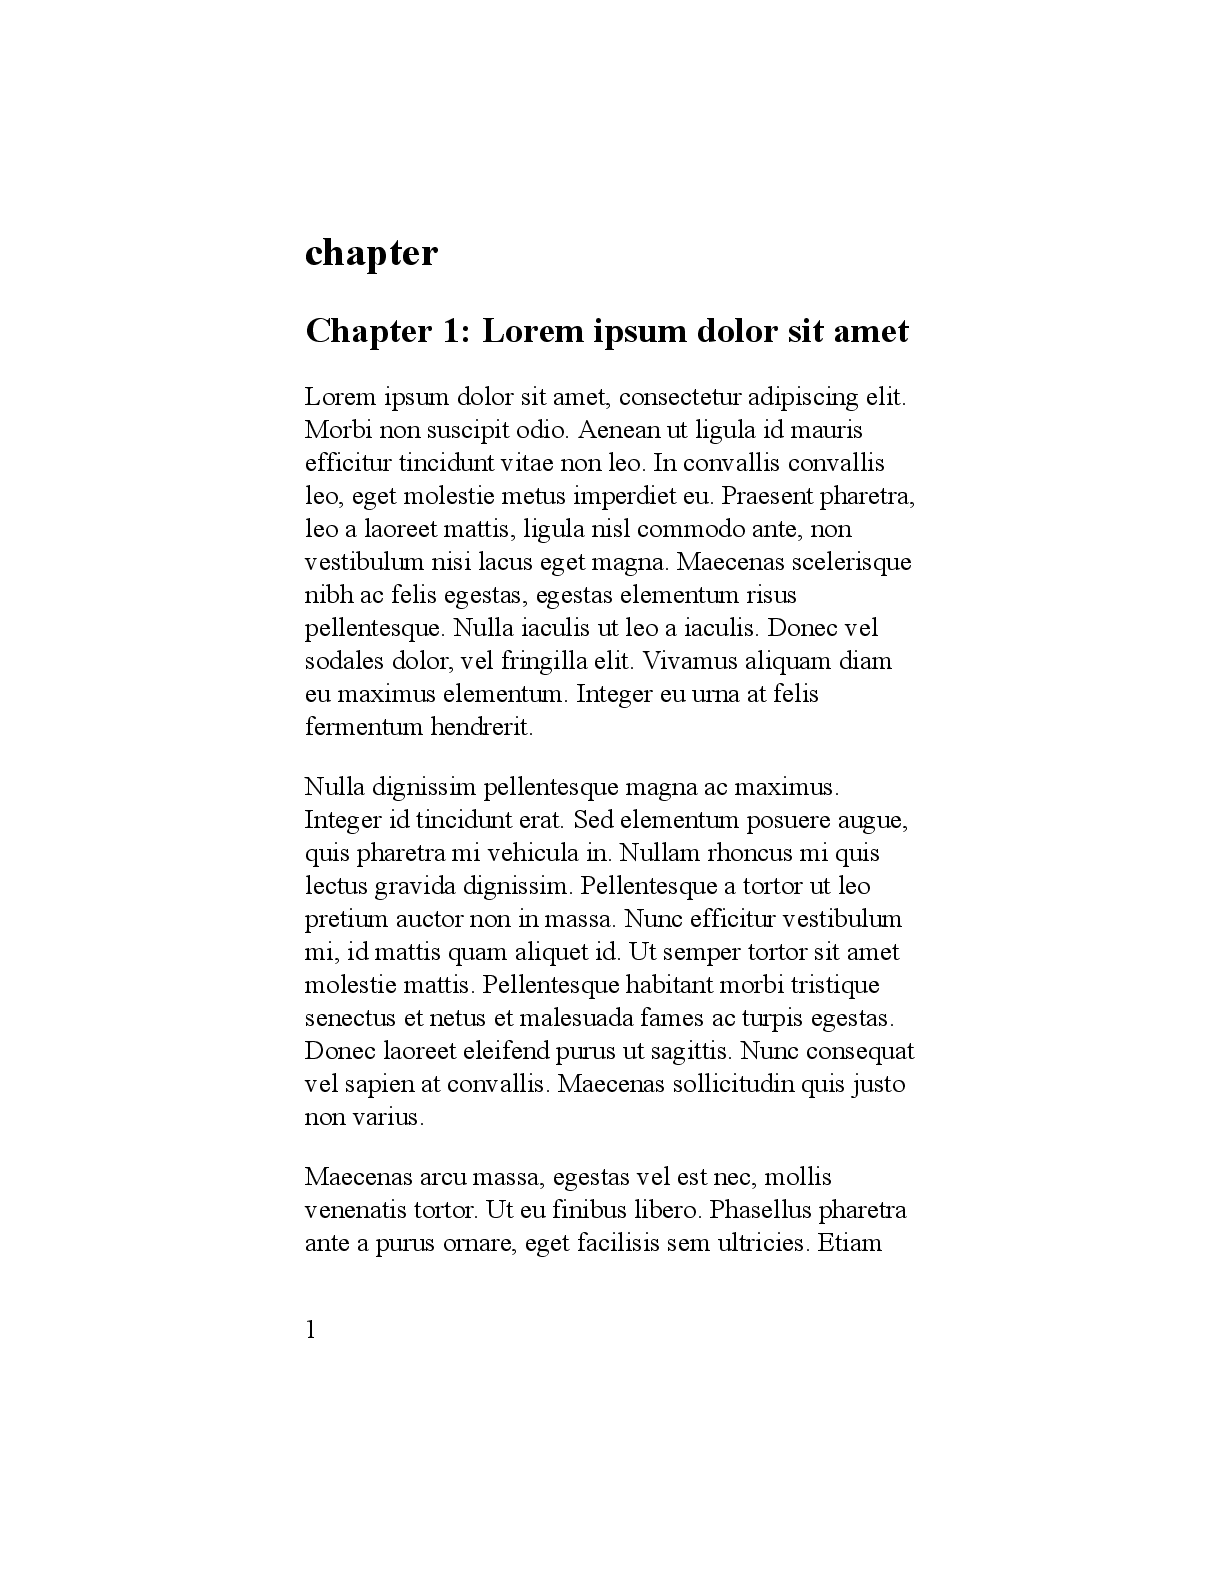 chapter
Chapter 1: Lorem ipsum dolor sit amet
Lorem ipsum dolor sit amet, consectetur adipiscing elit.
Morbi non suscipit odio. Aenean ut ligula id mauris
efficitur tincidunt vitae non leo. In convallis convallis
leo, eget molestie metus imperdiet eu. Praesent pharetra,
leo a laoreet mattis, ligula nisl commodo ante, non
vestibulum nisi lacus eget magna. Maecenas scelerisque
nibh ac felis egestas, egestas elementum risus
pellentesque. Nulla iaculis ut leo a iaculis. Donec vel
sodales dolor, vel fringilla elit. Vivamus aliquam diam
eu maximus elementum. Integer eu urna at felis
fermentum hendrerit.
Nulla dignissim pellentesque magna ac maximus.
Integer id tincidunt erat. Sed elementum posuere augue,
quis pharetra mi vehicula in. Nullam rhoncus mi quis
lectus gravida dignissim. Pellentesque a tortor ut leo
pretium auctor non in massa. Nunc efficitur vestibulum
mi, id mattis quam aliquet id. Ut semper tortor sit amet
molestie mattis. Pellentesque habitant morbi tristique
senectus et netus et malesuada fames ac turpis egestas.
Donec laoreet eleifend purus ut sagittis. Nunc consequat
vel sapien at convallis. Maecenas sollicitudin quis justo
non varius.
Maecenas arcu massa, egestas vel est nec, mollis
venenatis tortor. Ut eu finibus libero. Phasellus pharetra
ante a purus ornare, eget facilisis sem ultricies. Etiam
1